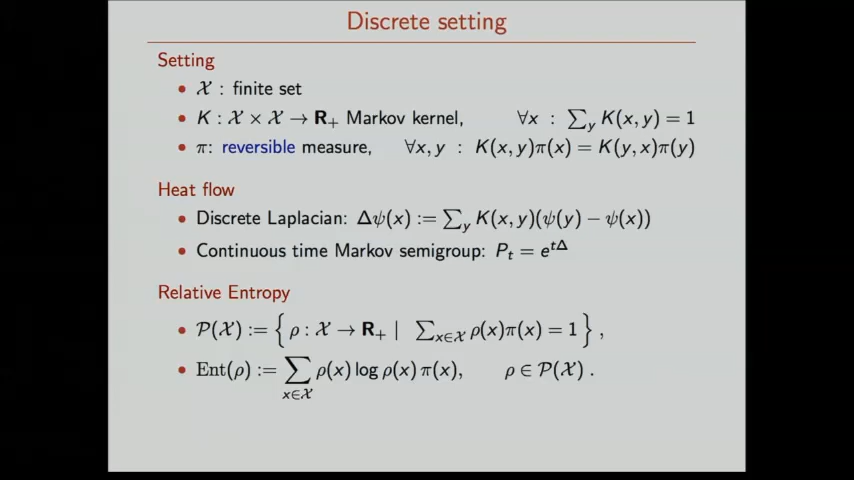 Discrete setting
Setting
• 𝒳 : finite set
• K : 𝒳 × 𝒳 → R₊ Markov kernel, ∀x : ∑_y K(x, y) = 1
• π: reversible measure, ∀x, y : K(x, y)π(x) = K(y, x)π(y)
Heat flow
• Discrete Laplacian: Δψ(x) := ∑_y K(x, y)(ψ(y) − ψ(x))
• Continuous time Markov semigroup: P_t = e^{tΔ}
Relative Entropy
• 𝒫(𝒳) := { ρ : 𝒳 → R₊ | ∑_{x∈𝒳} ρ(x)π(x) = 1 } ,
• Ent(ρ) := ∑_{x∈𝒳} ρ(x) log ρ(x) π(x), ρ ∈ 𝒫(𝒳) .